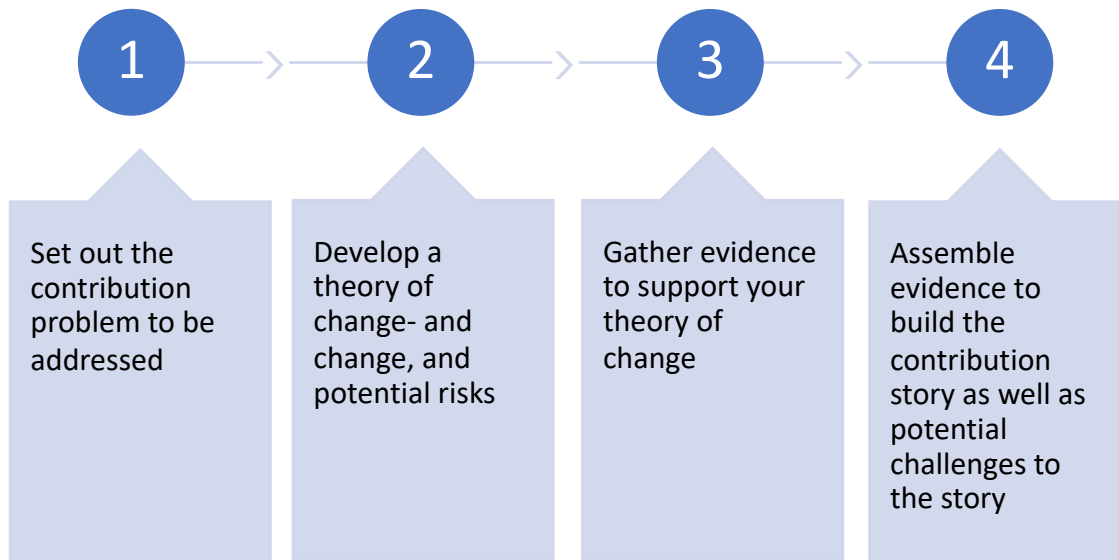 1
2
3
4
Set out the
contribution
problem to be
addressed
Develop a
theory of
change- and
change, and
potential risks
Gather evidence
to support your
theory of
change
Assemble
evidence to
build the
contribution
story as well as
potential
challenges to
the story